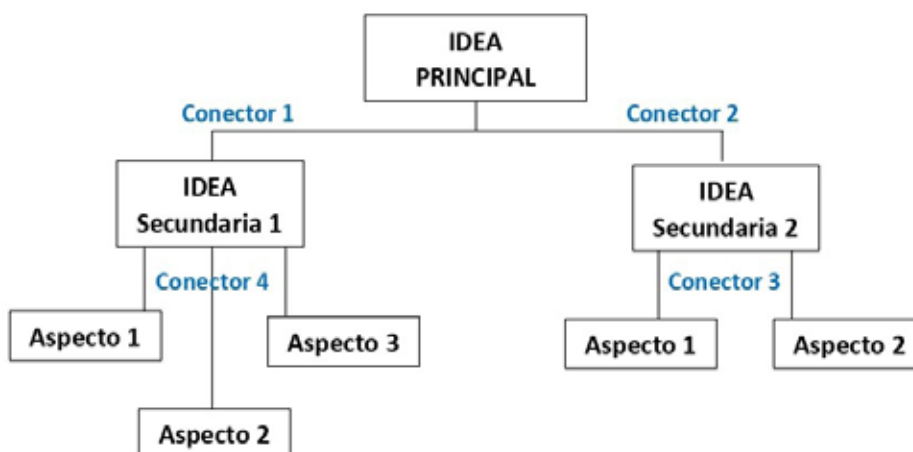 IDEA
PRINCIPAL
Conector 1
Conector 2
IDEA
Secundaria 1
IDEA
Secundaria 2
Conector 4
Conector 3
Aspecto 1
Aspecto 3
Aspecto 1
Aspecto 2
Aspecto 2